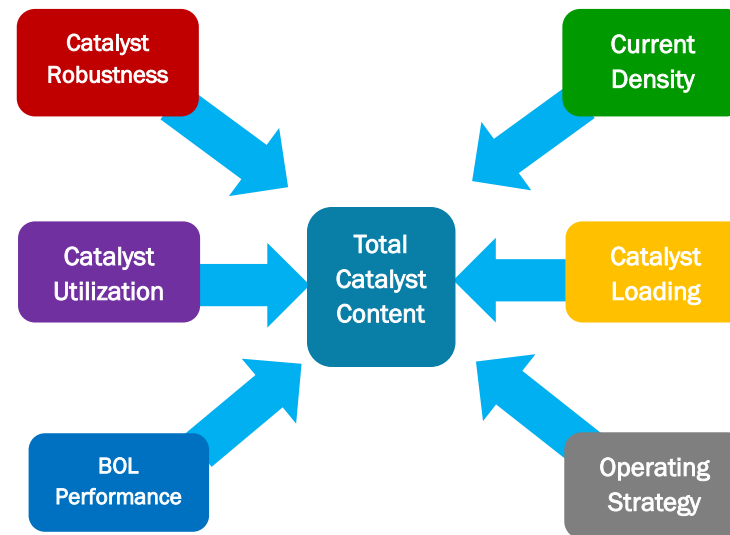 Catalyst
Robustness
Current
Density
Catalyst
Utilization
Total
Catalyst
Content
Catalyst
Loading
BOL
Performance
Operating
Strategy